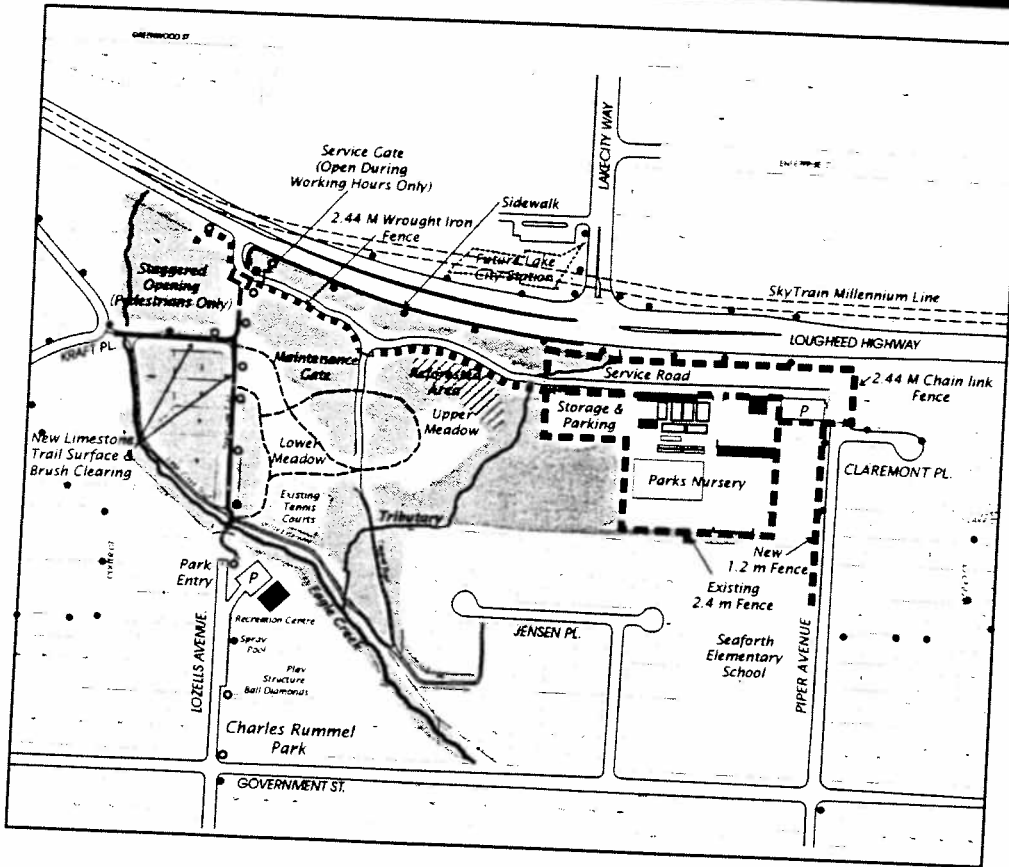 GREENWOOD ST
LAKECITY WAY
Service Gate
(Open During
Working Hours Only)
Sidewalk
2.44 M Wrought Iron
Fence
Future Lake
City Station
SkyTrain Millennium Line
Staggered
Opening
(Pedestrians Only)
LOUGHEED HIGHWAY
KRAFT PL.
Maintenance
Gate
Reforested
Area
Service Road
2.44 M Chain link
Fence
Upper
Meadow
Storage &
Parking
P
New Limestone
Trail Surface &
Brush Clearing
Lower
Meadow
CLAREMONT PL.
Parks Nursery
Existing
Tennis
Courts
Tributary
New
1.2 m Fence
Park
Entry
P
Existing
2.4 m Fence
Eagle Creek
Recreation Centre
JENSEN PL.
Spray
Pool
Seaforth
Elementary
School
PIPER AVENUE
LOZELLS AVENUE
Play
Structure
Ball Diamonds
Charles Rummel
Park
GOVERNMENT ST.